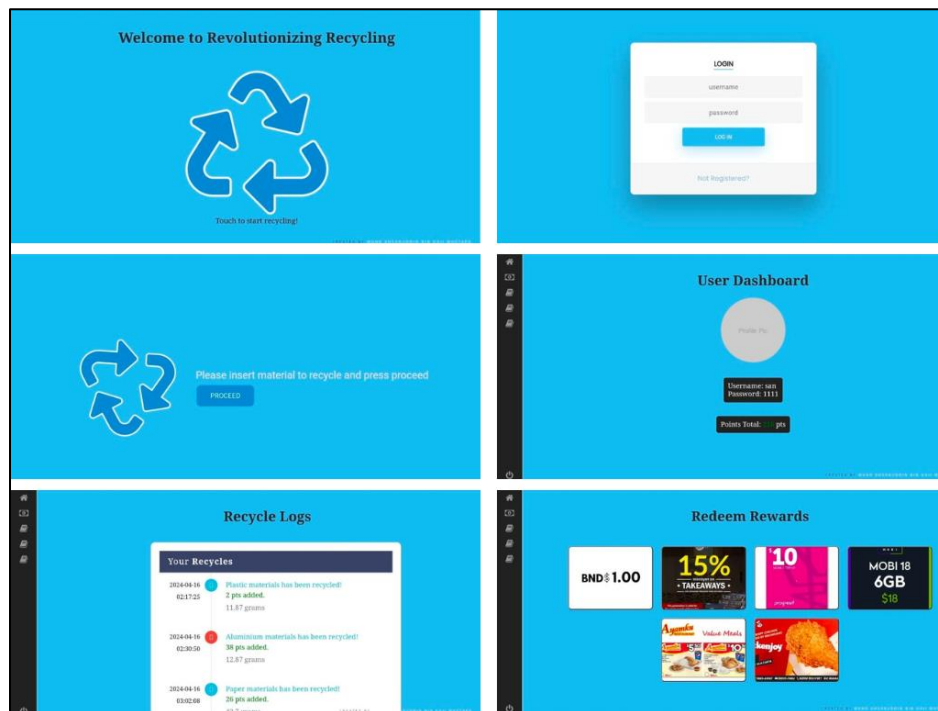 Welcome to Revolutionizing Recycling
Touch to start recycling!
LOGIN
username
password
LOG IN
Not Registered?
Please insert material to recycle and press proceed
PROCEED
User Dashboard
Profile Pic
Username: san
Password: 1111
Points Total: pts
Recycle Logs
Your Recycles
2024-04-16
02:17:25
Plastic materials has been recycled!
2 pts added.
11.87 grams
2024-04-16
02:30:50
Aluminium materials has been recycled!
38 pts added.
12.87 grams
2024-04-16
03:02:08
Paper materials has been recycled!
26 pts added.
Redeem Rewards
BND$ 1.00
15%
TAKEAWAYS
$10
MOBI 18
6GB
$18
Ayamku
Value Meals
$5
$10
kenjoy